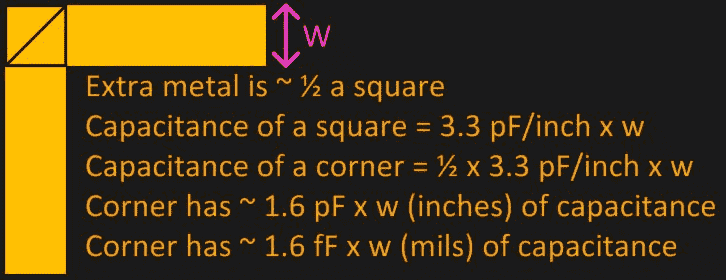 W
Extra metal is ~ ½ a square
Capacitance of a square = 3.3 pF/inch x w
Capacitance of a corner = ½ x 3.3 pF/inch x w
Corner has ~ 1.6 pF x w (inches) of capacitance
Corner has ~ 1.6 fF x w (mils) of capacitance